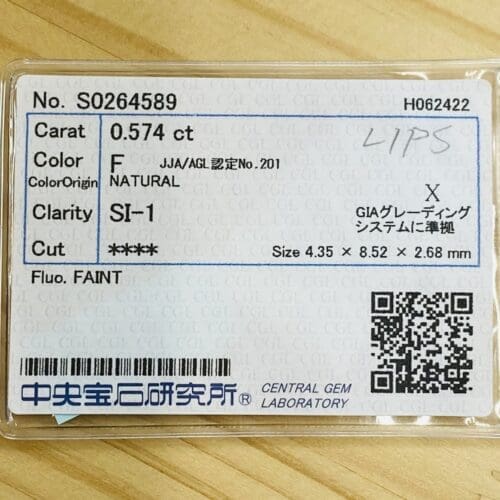 No. S0264589 H062422
Carat 0.574 ct LIPS
Color F JJA/AGL認定No.201
ColorOrigin NATURAL X
Clarity SI-1 GIAグレーディング
システムに準拠
Cut **** Size 4.35 × 8.52 × 2.68 mm
Fluo. FAINT
中央宝石研究所® CENTRAL GEM
LABORATORY